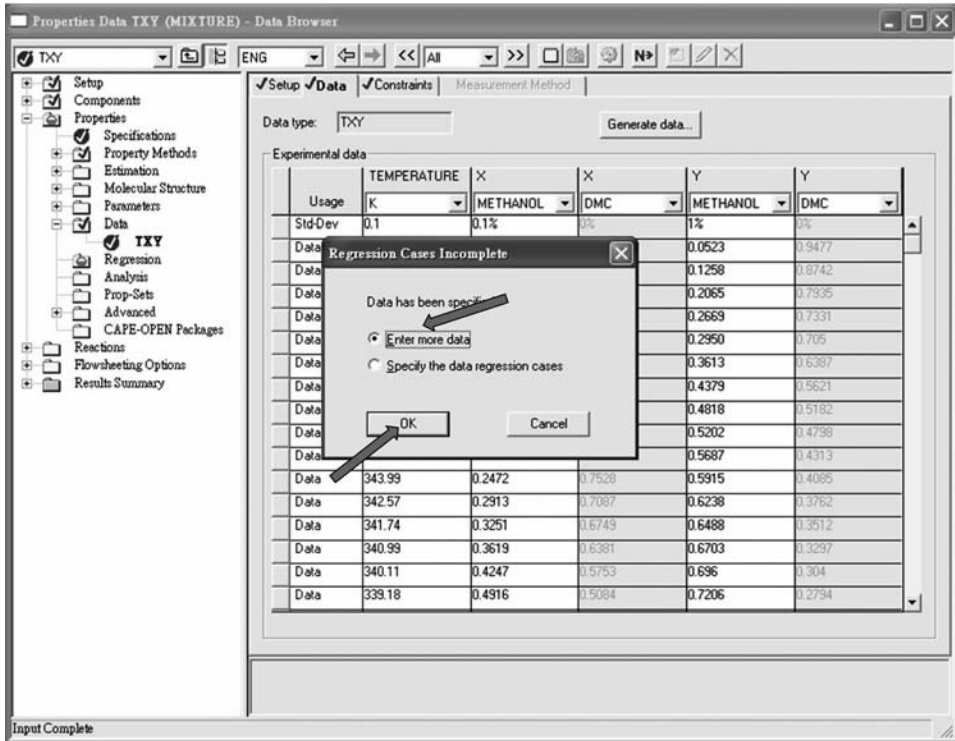 Properties Data TXY (MIXTURE) - Data Browser
TXY ENG << All >> N>
Setup
Components
Properties
Specifications
Property Methods
Estimation
Molecular Structure
Parameters
Data
TXY
Regression
Analysis
Prop-Sets
Advanced
CAPE-OPEN Packages
Reactions
Flowsheeting Options
Results Summary
Setup Data Constraints Measurement Method
Data type: TXY Generate data...
Experimental data
TEMPERATURE X X Y Y
Usage K METHANOL DMC METHANOL DMC
Std-Dev 0.1 0.1% 0% 1% 0%
Data 0.0523 0.9477
Data 0.1258 0.8742
Data 0.2065 0.7935
Data 0.2669 0.7331
Data 0.2950 0.705
Data 0.3613 0.6387
Data 0.4379 0.5621
Data 0.4818 0.5182
Data 0.5202 0.4798
Data 0.5687 0.4313
Data 343.99 0.2472 0.7528 0.5915 0.4085
Data 342.57 0.2913 0.7087 0.6238 0.3762
Data 341.74 0.3251 0.6749 0.6488 0.3512
Data 340.99 0.3619 0.6381 0.6703 0.3297
Data 340.11 0.4247 0.5753 0.696 0.304
Data 339.18 0.4916 0.5084 0.7206 0.2794
Regression Cases Incomplete
Data has been
Enter more data
Specify the data regression cases
OK Cancel
Input Complete